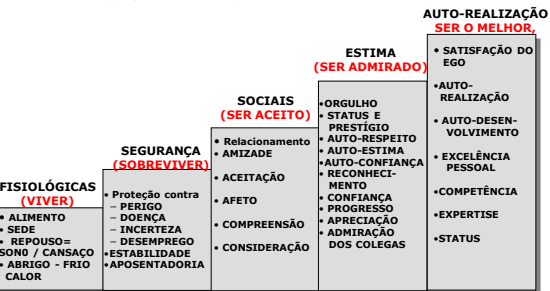 FISIOLÓGICAS
(VIVER)
• ALIMENTO
• SEDE
• REPOUSO=
SON0 / CANSAÇO
• ABRIGO - FRIO
CALOR
SEGURANÇA
(SOBREVIVER)
• Proteção contra
– PERIGO
– DOENÇA
– INCERTEZA
– DESEMPREGO
•ESTABILIDADE
•APOSENTADORIA
SOCIAIS
(SER ACEITO)
• Relacionamento
• AMIZADE
• ACEITAÇÃO
• AFETO
• COMPREENSÃO
• CONSIDERAÇÃO
ESTIMA
(SER ADMIRADO)
•ORGULHO
• STATUS E
PRESTÍGIO
• AUTO-RESPEITO
• AUTO-ESTIMA
•AUTO-CONFIANÇA
• RECONHECI-
MENTO
• CONFIANÇA
•PROGRESSO
• APRECIAÇÃO
• ADMIRAÇÃO
DOS COLEGAS
AUTO-REALIZAÇÃO
SER O MELHOR,
• SATISFAÇÃO DO
EGO
•AUTO-
REALIZAÇÃO
• AUTO-DESEN-
VOLVIMENTO
• EXCELÊNCIA
PESSOAL
•COMPETÊNCIA
•EXPERTISE
•STATUS